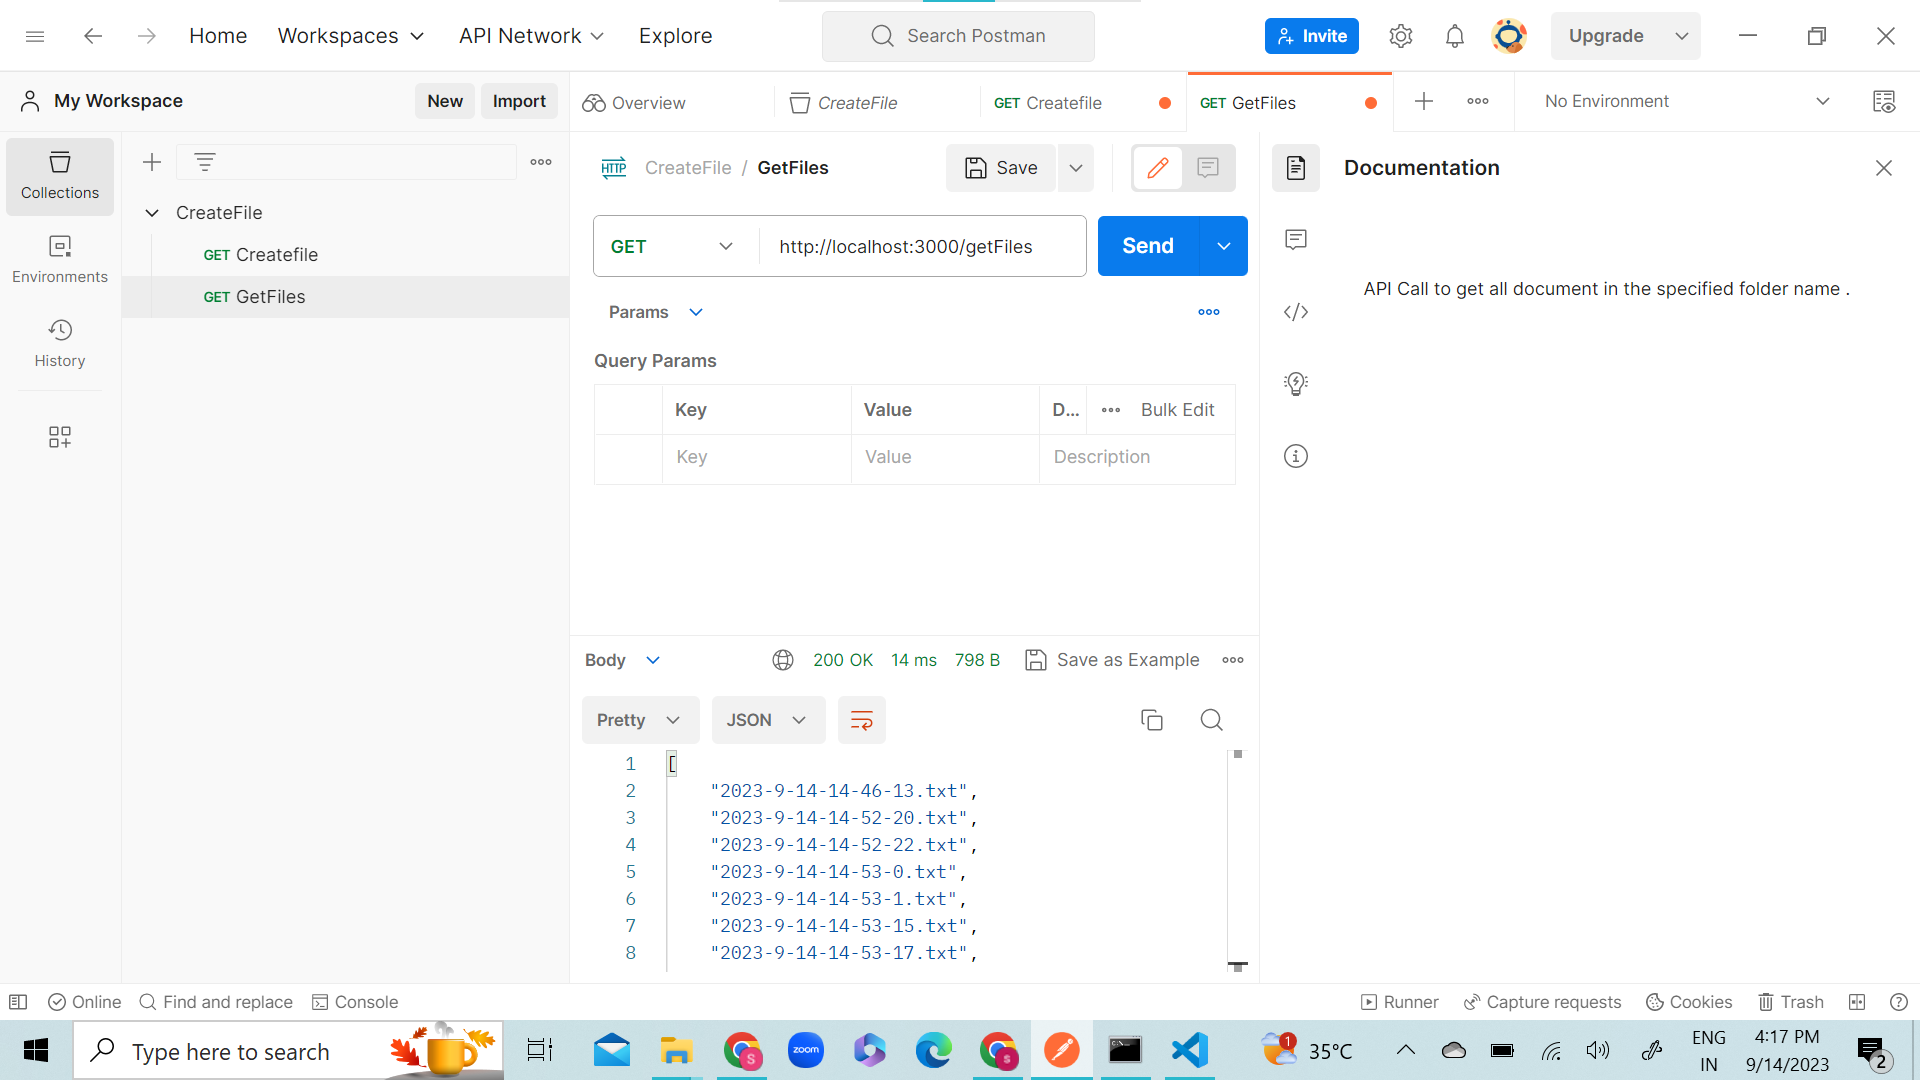 Home Workspaces API Network Explore Search Postman Invite Upgrade
My Workspace New Import Overview CreateFile GET Createfile GET GetFiles No Environment
Collections
Environments
History
CreateFile
GET Createfile
GET GetFiles
HTTP CreateFile / GetFiles Save
GET http://localhost:3000/getFiles Send
Params
Query Params
Key Value D... Bulk Edit
Key Value Description
Documentation
API Call to get all document in the specified folder name .
Body 200 OK 14 ms 798 B Save as Example
Pretty JSON
1 [
2 "2023-9-14-14-46-13.txt",
3 "2023-9-14-14-52-20.txt",
4 "2023-9-14-14-52-22.txt",
5 "2023-9-14-14-53-0.txt",
6 "2023-9-14-14-53-1.txt",
7 "2023-9-14-14-53-15.txt",
8 "2023-9-14-14-53-17.txt",
Online Find and replace Console Runner Capture requests Cookies Trash
Type here to search S zoom S C:\ 1 35°C ENG 4:17 PM
IN 9/14/2023 2